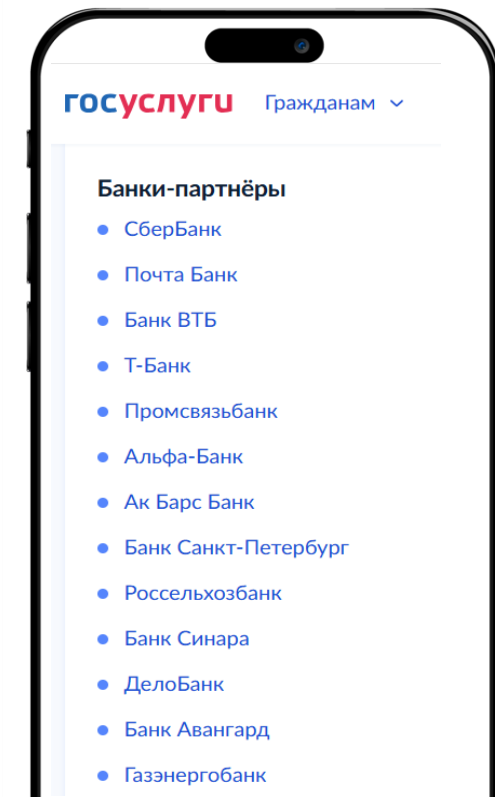 госуслуги Гражданам
Банки-партнёры
СберБанк
Почта Банк
Банк ВТБ
Т-Банк
Промсвязьбанк
Альфа-Банк
Ак Барс Банк
Банк Санкт-Петербург
Россельхозбанк
Банк Синара
ДелоБанк
Банк Авангард
Газэнергобанк